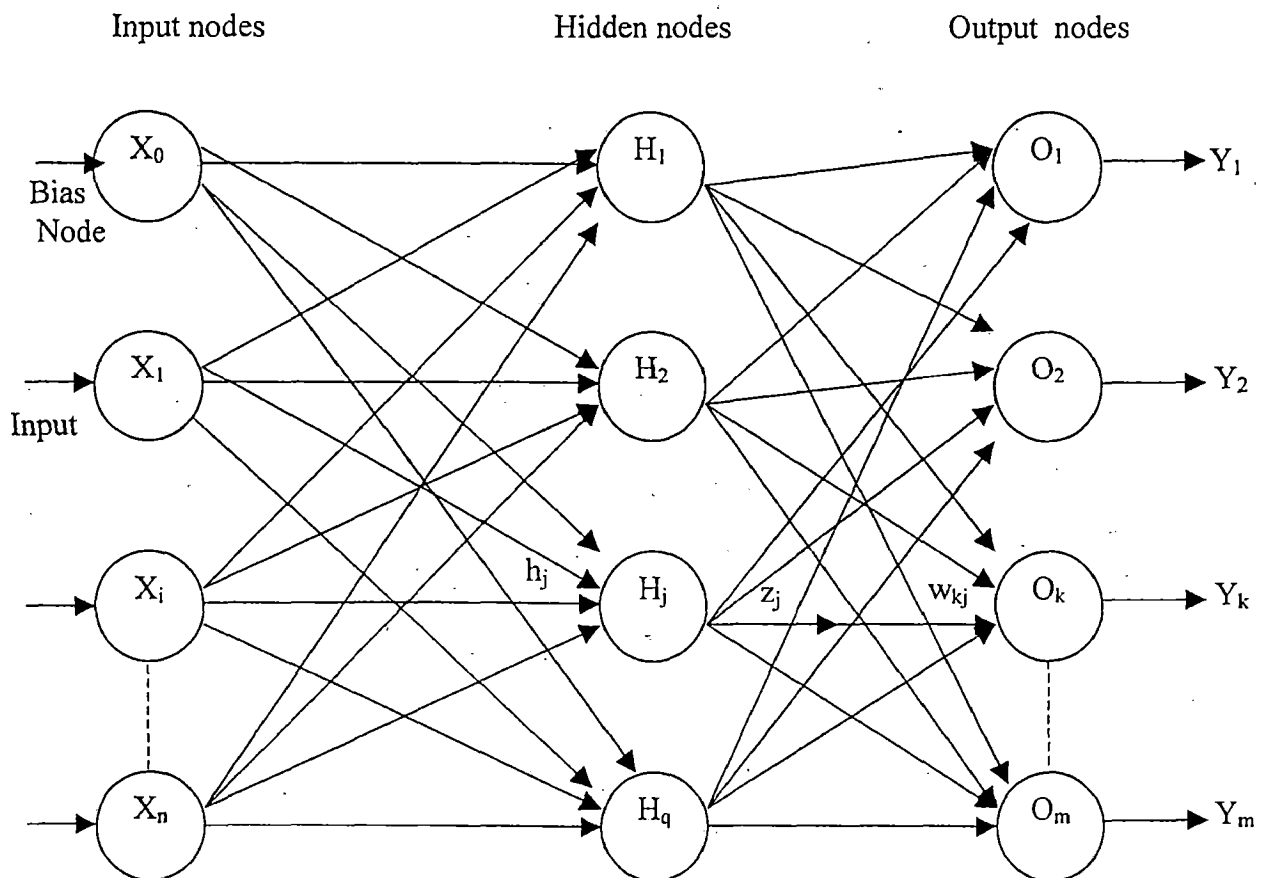 Input nodes Hidden nodes Output nodes
X₀ H₁ O₁ Y₁
Bias
Node
X₁ H₂ O₂ Y₂
Input
hⱼ zⱼ wₖⱼ
Xᵢ Hⱼ Oₖ Yₖ
Xₙ H_q Oₘ Yₘ